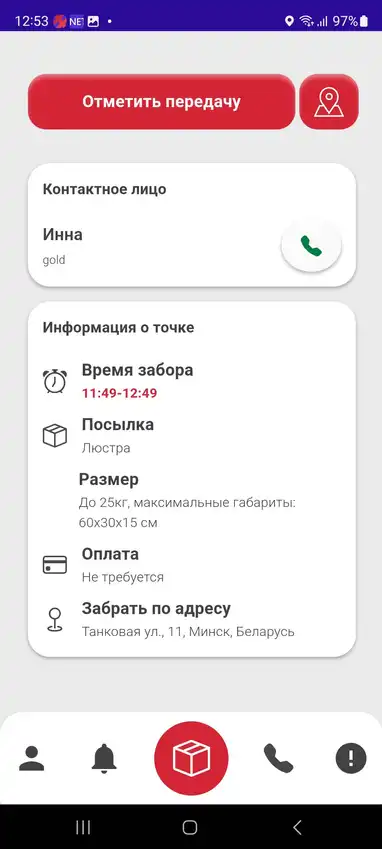 12:53 NET 97%
Отметить передачу
Контактное лицо
Инна
gold
Информация о точке
Время забора
11:49-12:49
Посылка
Люстра
Размер
До 25кг, максимальные габариты:
60x30x15 см
Оплата
Не требуется
Забрать по адресу
Танковая ул., 11, Минск, Беларусь